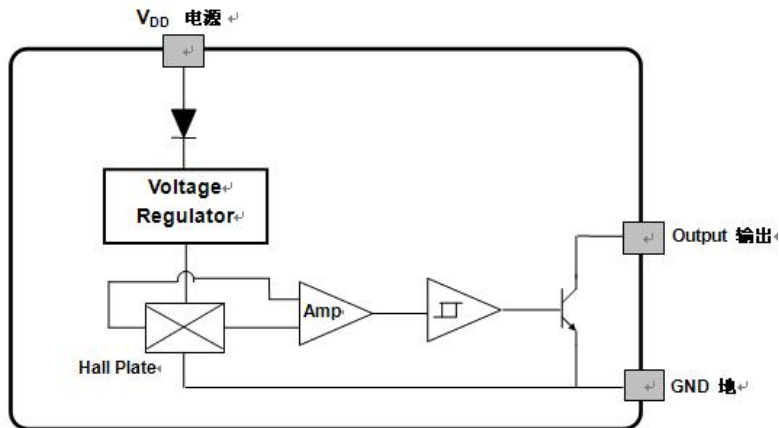 VDD 电源
Voltage
Regulator
Output 输出
Amp
Hall Plate
GND 地